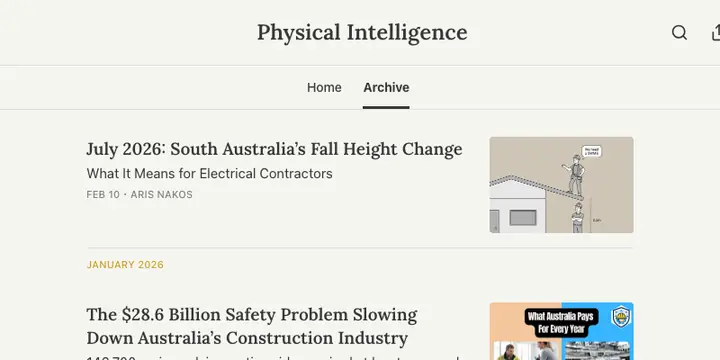 Physical Intelligence
Home Archive
July 2026: South Australia's Fall Height Change
What It Means for Electrical Contractors
FEB 10 · ARIS NAKOS
JANUARY 2026
The $28.6 Billion Safety Problem Slowing
Down Australia's Construction Industry
What Australia Pays
For Every Year